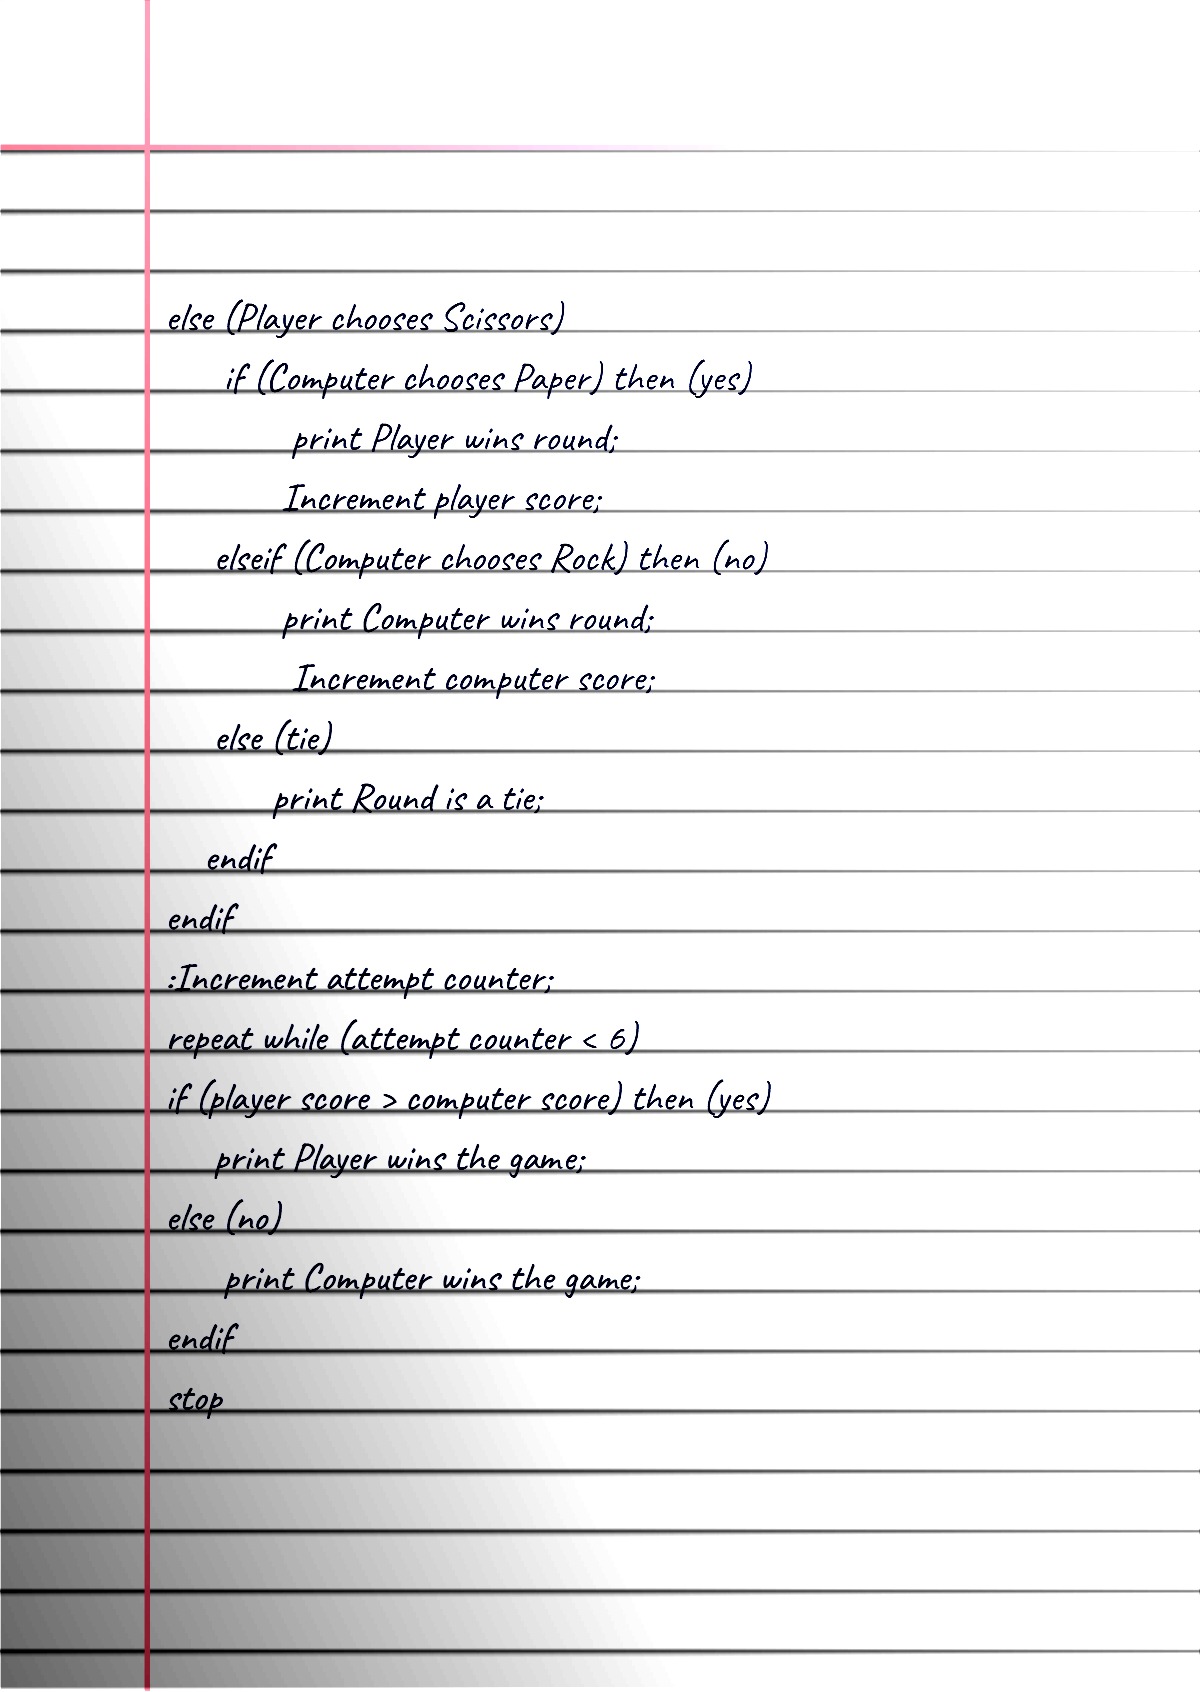 else (Player chooses Scissors)
if (Computer chooses Paper) then (yes)
print Player wins round;
Increment player score;
elseif (Computer chooses Rock) then (no)
print Computer wins round;
Increment computer score;
else (tie)
print Round is a tie;
endif
endif
:Increment attempt counter;
repeat while (attempt counter < 6)
if (player score > computer score) then (yes)
print Player wins the game;
else (no)
print Computer wins the game;
endif
stop